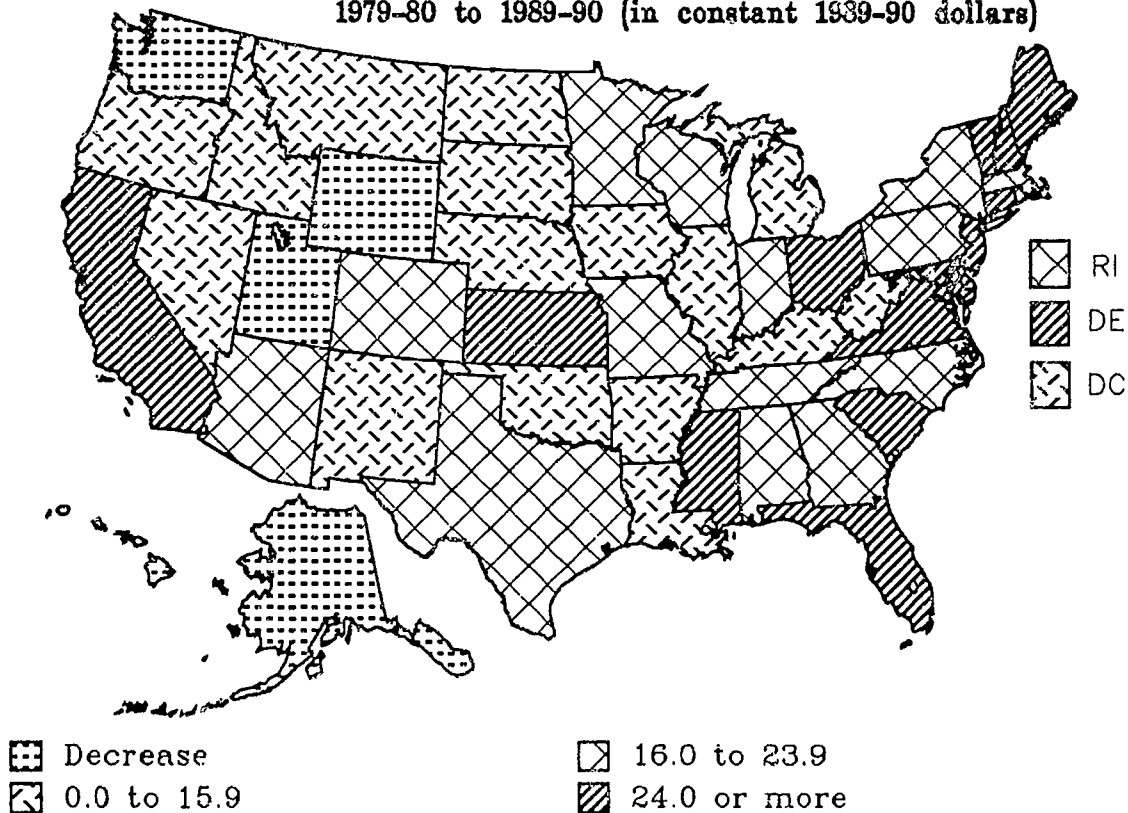 1979-80 to 1989-90 (in constant 1989-90 dollars)
RI
DE
DC
Decrease
0.0 to 15.9
16.0 to 23.9
24.0 or more